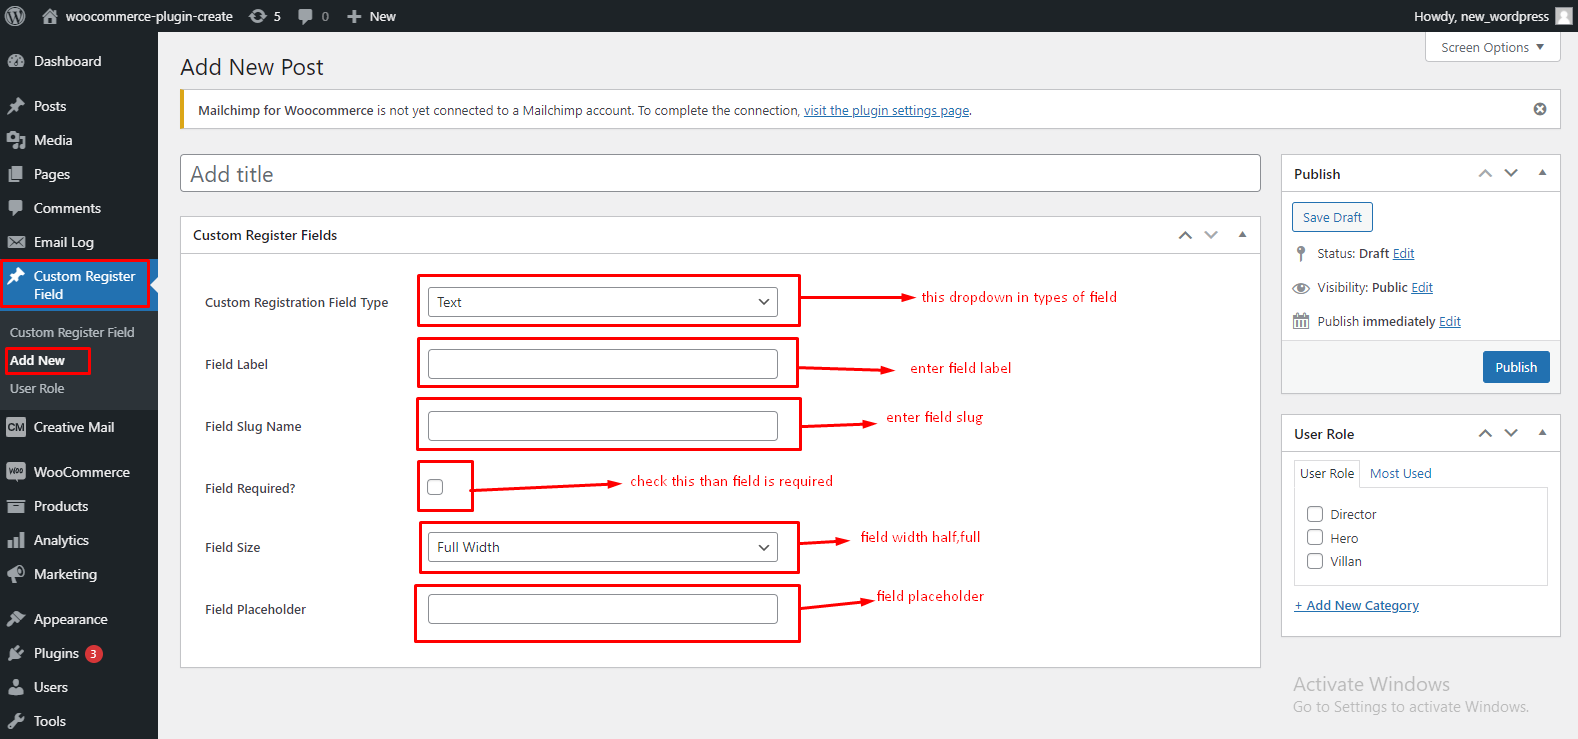 woocommerce-plugin-create 5 0 New
Howdy, new_wordpress
Screen Options
Dashboard
Posts
Media
Pages
Comments
Email Log
Custom Register
Field
Custom Register Field
Add New
User Role
CM Creative Mail
Woo WooCommerce
Products
Analytics
Marketing
Appearance
Plugins 3
Users
Tools
Add New Post
Mailchimp for Woocommerce is not yet connected to a Mailchimp account. To complete the connection, visit the plugin settings page.
Add title
Custom Register Fields
Custom Registration Field Type Text this dropdown in types of field
Field Label enter field label
Field Slug Name enter field slug
Field Required? check this than field is required
Field Size Full Width field width half,full
Field Placeholder field placeholder
Publish
Save Draft
Status: Draft Edit
Visibility: Public Edit
Publish immediately Edit
Publish
User Role
User Role Most Used
Director
Hero
Villan
+ Add New Category
Activate Windows
Go to Settings to activate Windows.